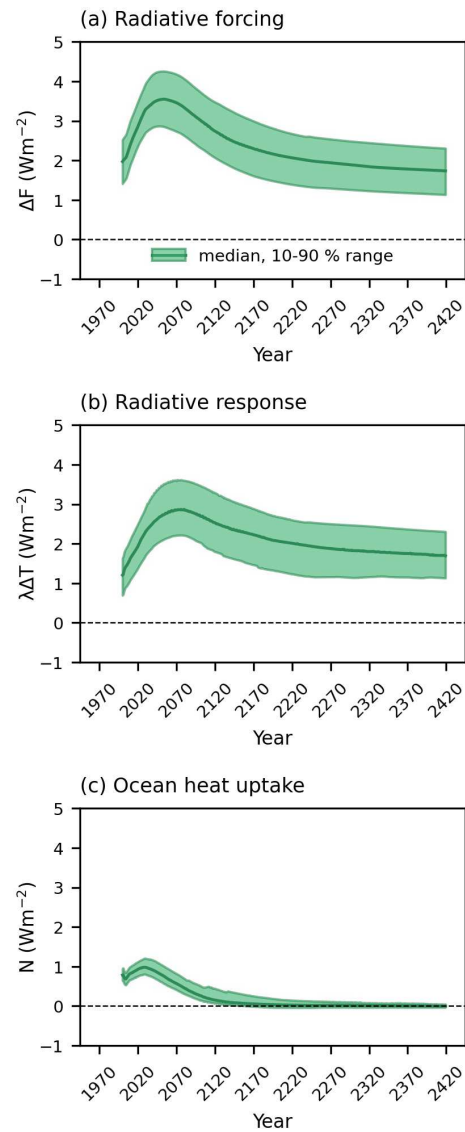 (a) Radiative forcing
5
4
3
2
1
0
−1
ΔF (Wm⁻²)
median, 10-90 % range
1970 2020 2070 2120 2170 2220 2270 2320 2370 2420
Year
(b) Radiative response
5
4
3
2
1
0
−1
λΔT (Wm⁻²)
1970 2020 2070 2120 2170 2220 2270 2320 2370 2420
Year
(c) Ocean heat uptake
5
4
3
2
1
0
−1
N (Wm⁻²)
1970 2020 2070 2120 2170 2220 2270 2320 2370 2420
Year